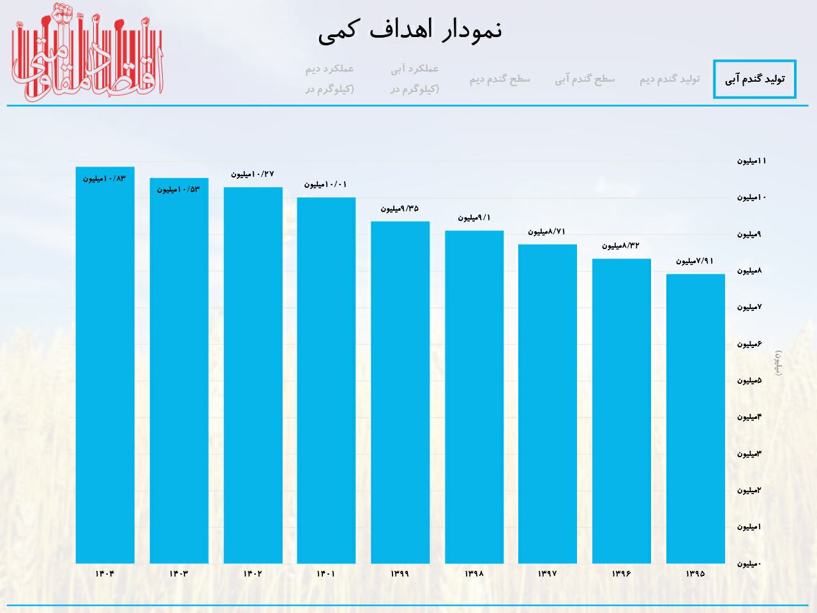 نمودار اهداف کمی
اقتصاد مقاومتی
تولید گندم آبی
تولید گندم دیم
سطح گندم آبی
سطح گندم دیم
عملکرد آبی
(کیلوگرم در
عملکرد دیم
(کیلوگرم در
۱۱میلیون
۱۰میلیون
۹میلیون
۸میلیون
۷میلیون
۶میلیون
۵میلیون
۴میلیون
۳میلیون
۲میلیون
۱میلیون
۰میلیون
(میلیون)
۷/۹۱میلیون
۸/۳۲میلیون
۸/۷۱میلیون
۹/۱میلیون
۹/۳۵میلیون
۱۰/۰۱میلیون
۱۰/۲۷میلیون
۱۰/۵۳میلیون
۱۰/۸۳میلیون
۱۳۹۵
۱۳۹۶
۱۳۹۷
۱۳۹۸
۱۳۹۹
۱۴۰۱
۱۴۰۲
۱۴۰۳
۱۴۰۴